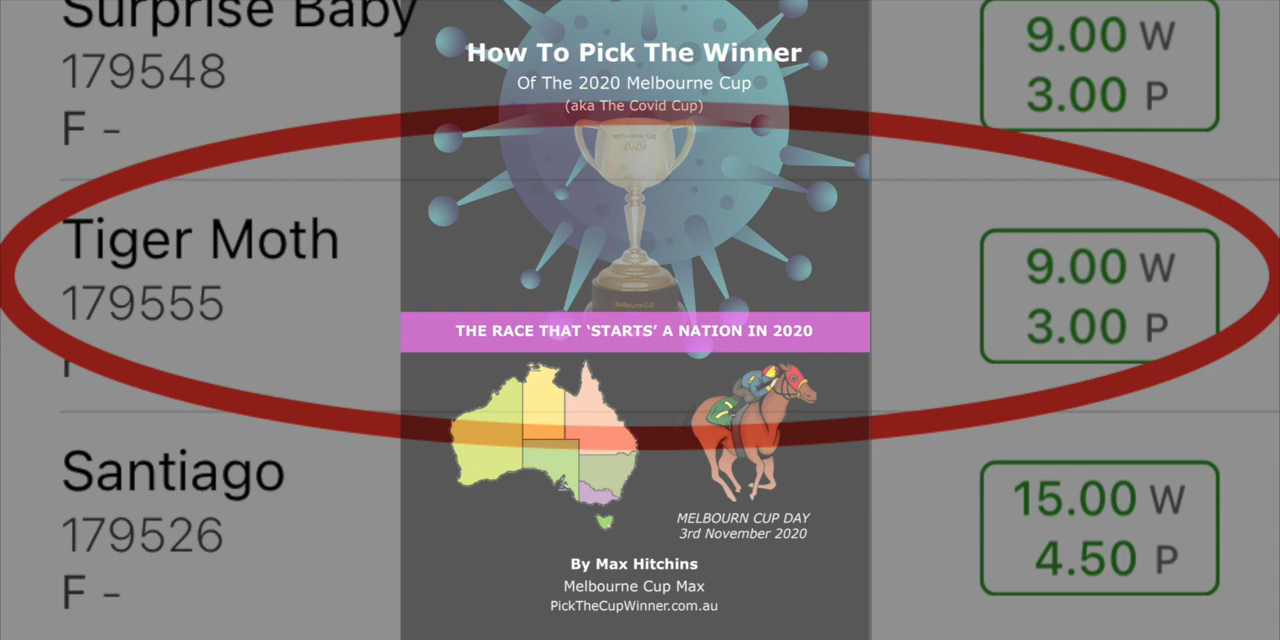 Surprise Baby
179548
F -
9.00 W
3.00 P
How To Pick The Winner
Of The 2020 Melbourne Cup
(aka The Covid Cup)
Melbourne Cup
2020
Melbourne Cup
Tiger Moth
179555
9.00 W
3.00 P
THE RACE THAT ‘STARTS’ A NATION IN 2020
Santiago
179526
F -
15.00 W
4.50 P
MELBOURN CUP DAY
3rd November 2020
By Max Hitchins
Melbourne Cup Max
PickTheCupWinner.com.au